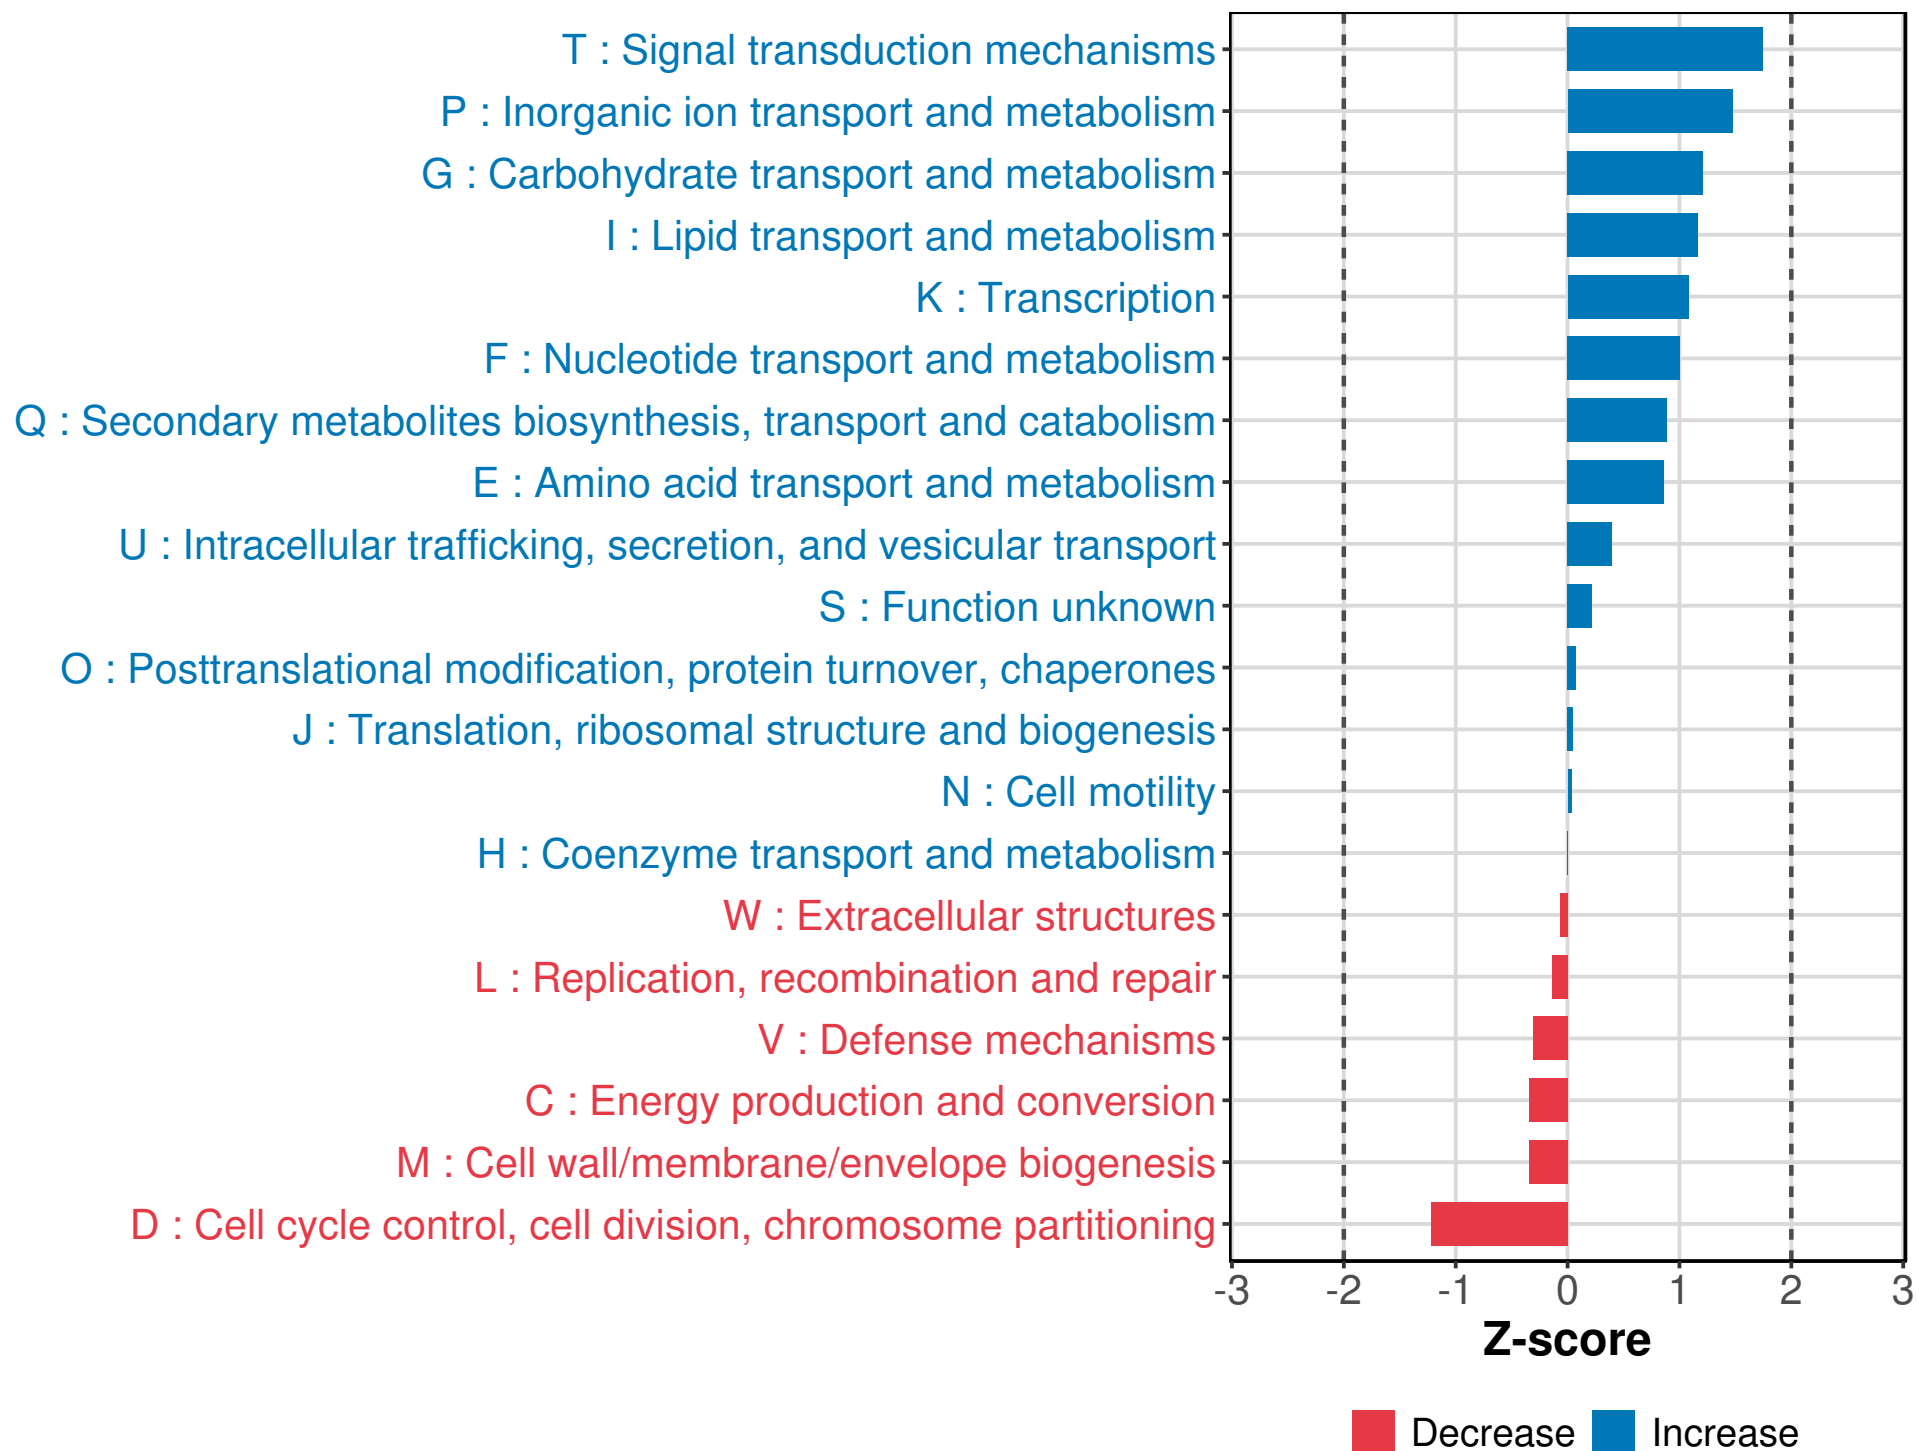 T : Signal transduction mechanisms
P : Inorganic ion transport and metabolism
G : Carbohydrate transport and metabolism
I : Lipid transport and metabolism
K : Transcription
F : Nucleotide transport and metabolism
Q : Secondary metabolites biosynthesis, transport and catabolism
E : Amino acid transport and metabolism
U : Intracellular trafficking, secretion, and vesicular transport
S : Function unknown
O : Posttranslational modification, protein turnover, chaperones
J : Translation, ribosomal structure and biogenesis
N : Cell motility
H : Coenzyme transport and metabolism
W : Extracellular structures
L : Replication, recombination and repair
V : Defense mechanisms
C : Energy production and conversion
M : Cell wall/membrane/envelope biogenesis
D : Cell cycle control, cell division, chromosome partitioning
-3 -2 -1 0 1 2 3
Z-score
Decrease Increase